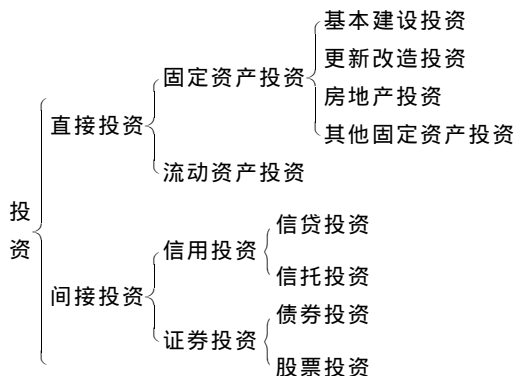 投资
直接投资
固定资产投资
基本建设投资
更新改造投资
房地产投资
其他固定资产投资
流动资产投资
间接投资
信用投资
信贷投资
信托投资
证券投资
债券投资
股票投资